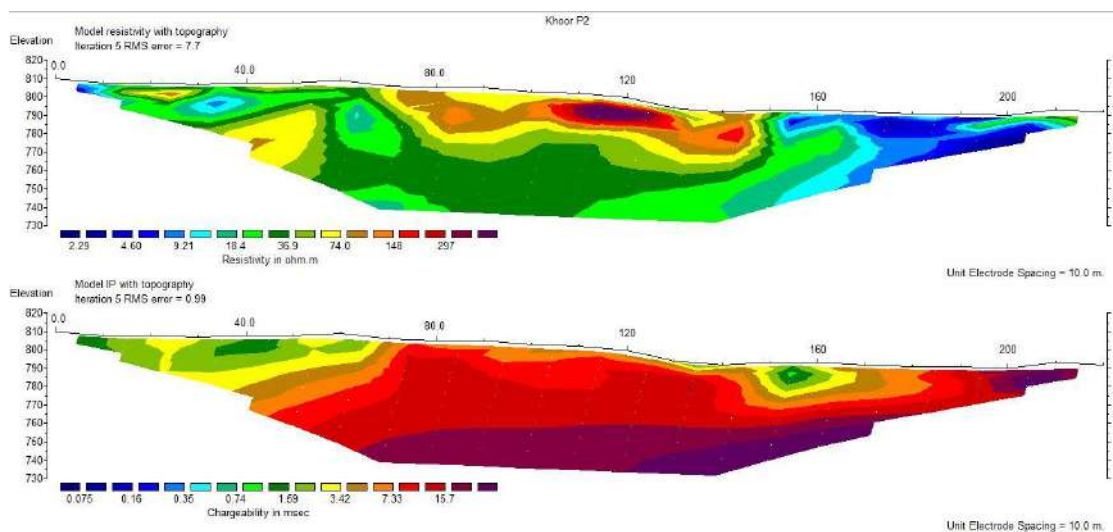 Khoor P2
Model resistivity with topography
Elevation
Iteration 5 RMS error = 7.7
820
810
800
790
780
770
760
750
740
730
0.0
40.0
80.0
120
160
200
2.29 4.60 9.21 18.4 36.9 74.0 148 297
Resistivity in ohm.m
Unit Electrode Spacing = 10.0 m.
Model IP with topography
Elevation
Iteration 5 RMS error = 0.99
820
810
800
790
780
770
760
750
740
730
0.0
40.0
80.0
120
160
200
0.075 0.16 0.35 0.74 1.59 3.42 7.33 15.7
Chargeability in msec
Unit Electrode Spacing = 10.0 m.